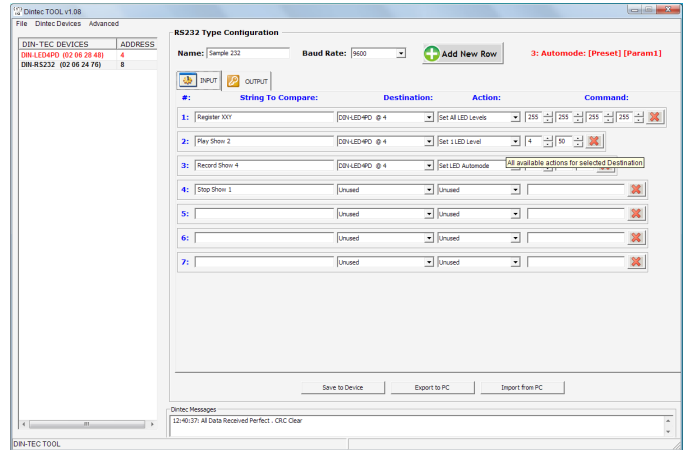 Dintec TOOL v1.08
File Dintec Devices Advanced
DIN-TEC DEVICES ADDRESS
DIN-LED4PD (02 06 28 48) 4
DIN-RS232 (02 06 24 76) 8
RS232 Type Configuration
Name: Sample 232 Baud Rate: 9600 Add New Row 3: Automode: [Preset] [Param1]
INPUT OUTPUT
#: String To Compare: Destination: Action: Command:
1: Register XXY DIN-LED4PD @ 4 Set All LED Levels 255 255 255 255
2: Play Show 2 DIN-LED4PD @ 4 Set 1 LED Level 4 50
3: Record Show 4 DIN-LED4PD @ 4 Set LED Automode
All available actions for selected Destination
4: Stop Show 1 Unused Unused
5: Unused Unused
6: Unused Unused
7: Unused Unused
Save to Device Export to PC Import from PC
Dintec Messages
12:40:37: All Data Received Perfect . CRC Clear
DIN-TEC TOOL